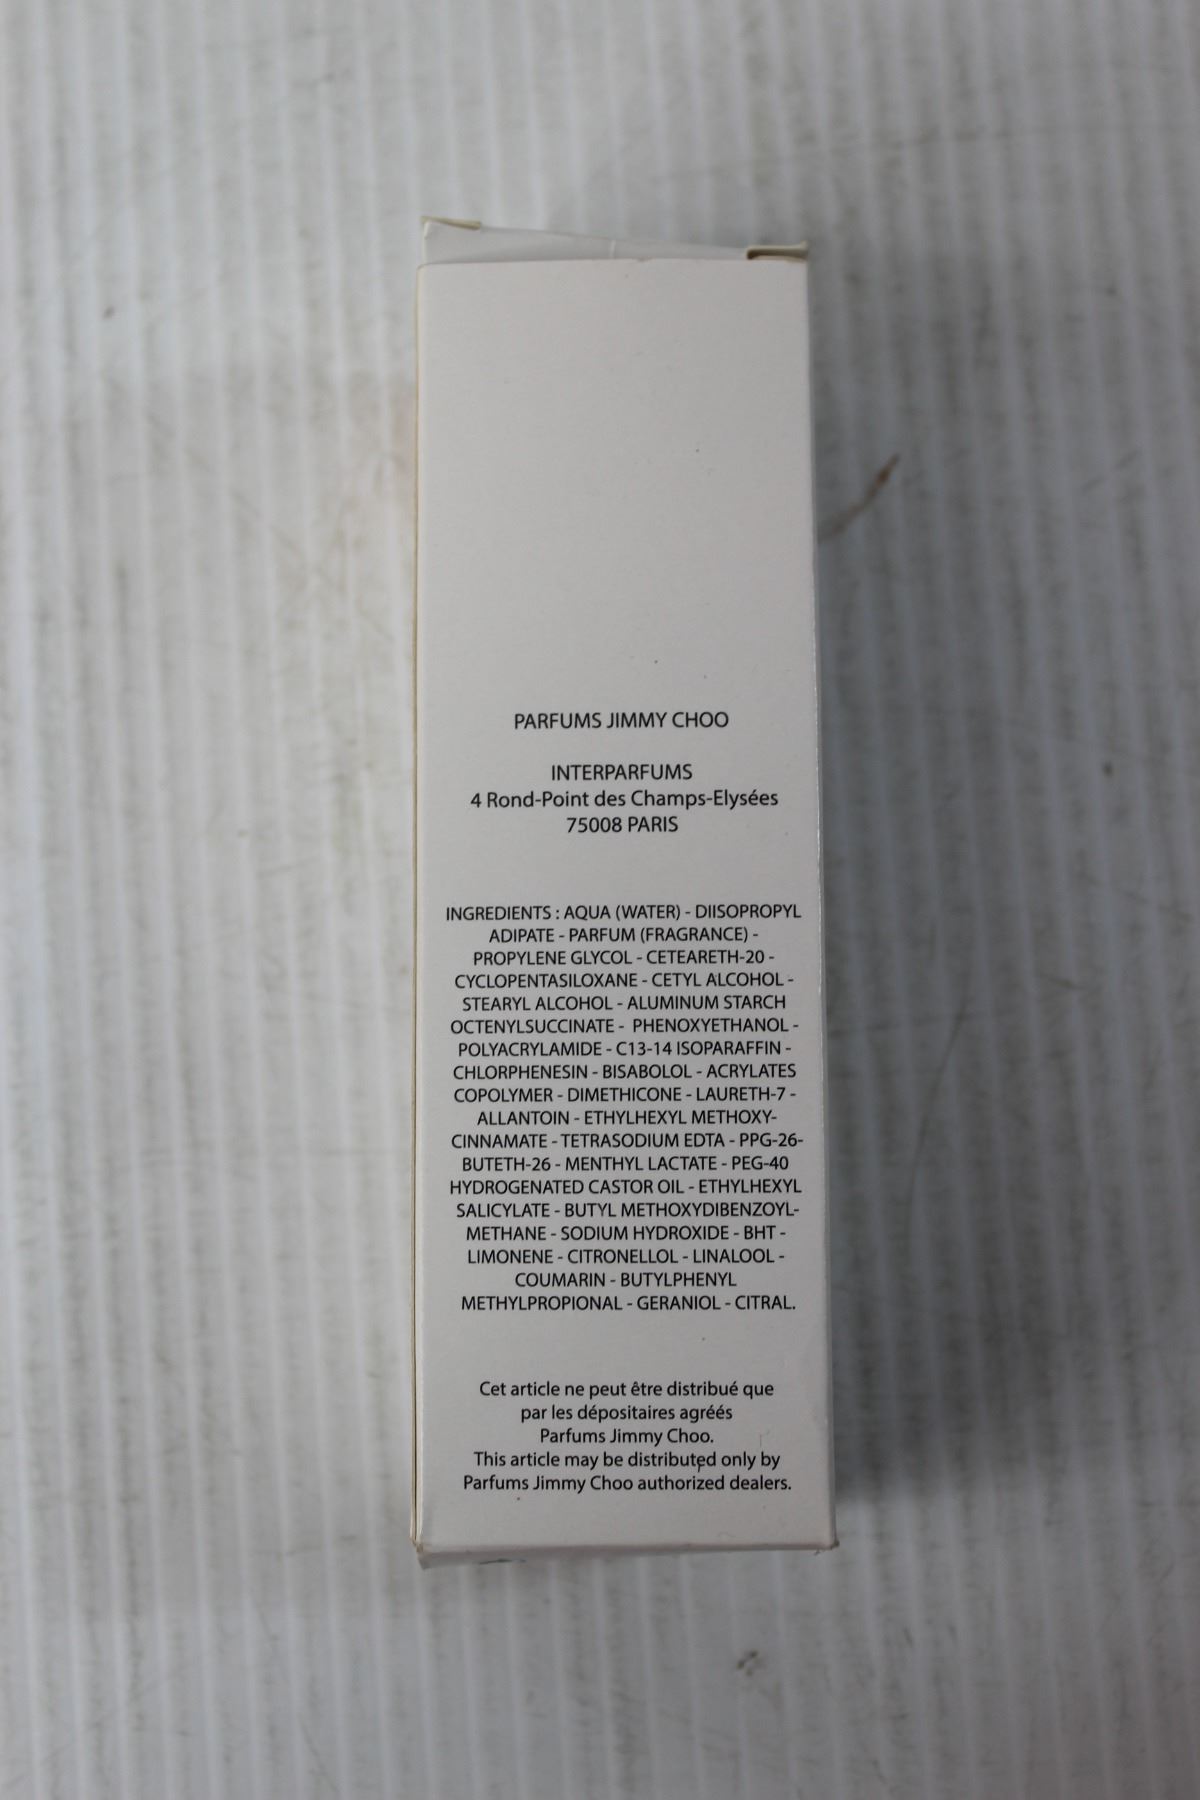 PARFUMS JIMMY CHOO
INTERPARFUMS
4 Rond-Point des Champs-Elysées
75008 PARIS
INGREDIENTS : AQUA (WATER) - DIISOPROPYL
ADIPATE - PARFUM (FRAGRANCE) -
PROPYLENE GLYCOL - CETEARETH-20 -
CYCLOPENTASILOXANE - CETYL ALCOHOL -
STEARYL ALCOHOL - ALUMINUM STARCH
OCTENYLSUCCINATE - PHENOXYETHANOL -
POLYACRYLAMIDE - C13-14 ISOPARAFFIN -
CHLORPHENESIN - BISABOLOL - ACRYLATES
COPOLYMER - DIMETHICONE - LAURETH-7 -
ALLANTOIN - ETHYLHEXYL METHOXY-
CINNAMATE - TETRASODIUM EDTA - PPG-26-
BUTETH-26 - MENTHYL LACTATE - PEG-40
HYDROGENATED CASTOR OIL - ETHYLHEXYL
SALICYLATE - BUTYL METHOXYDIBENZOYL-
METHANE - SODIUM HYDROXIDE - BHT -
LIMONENE - CITRONELLOL - LINALOOL -
COUMARIN - BUTYLPHENYL
METHYLPROPIONAL - GERANIOL - CITRAL.
Cet article ne peut être distribué que
par les dépositaires agréés
Parfums Jimmy Choo.
This article may be distributed only by
Parfums Jimmy Choo authorized dealers.